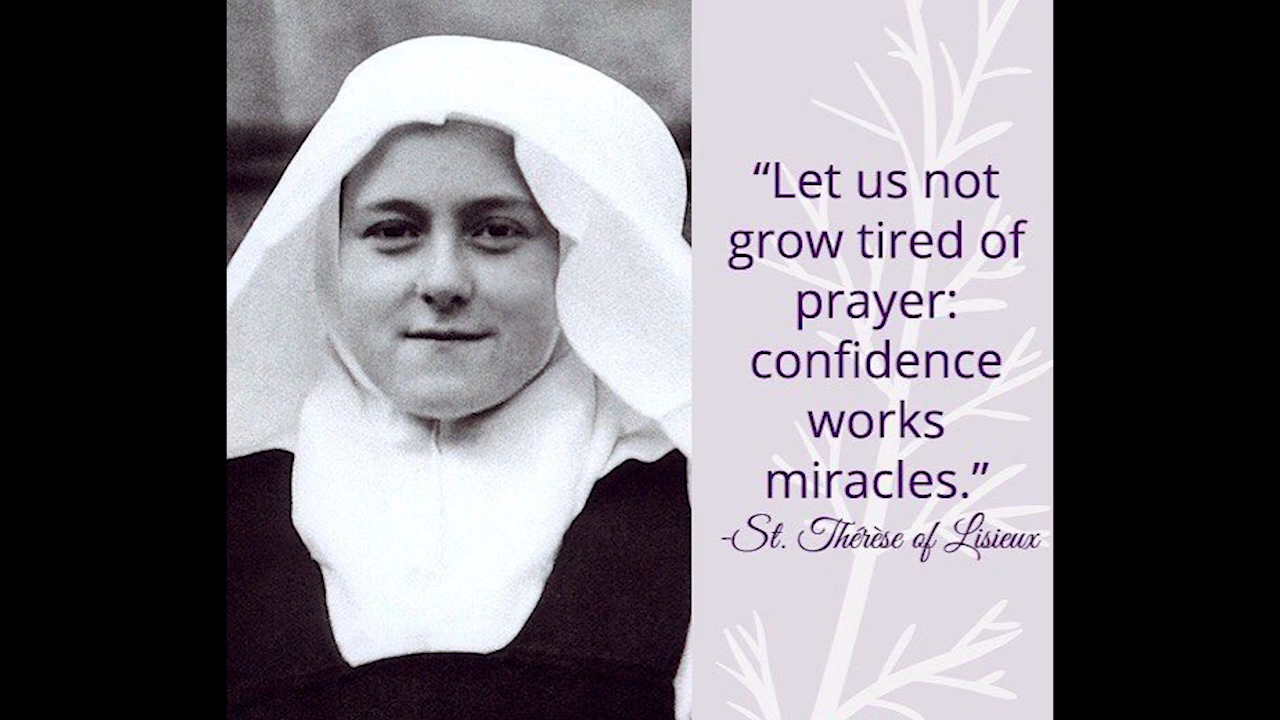 “Let us not
grow tired of
prayer:
confidence
works
miracles.”
-St. Thérèse of Lisieux